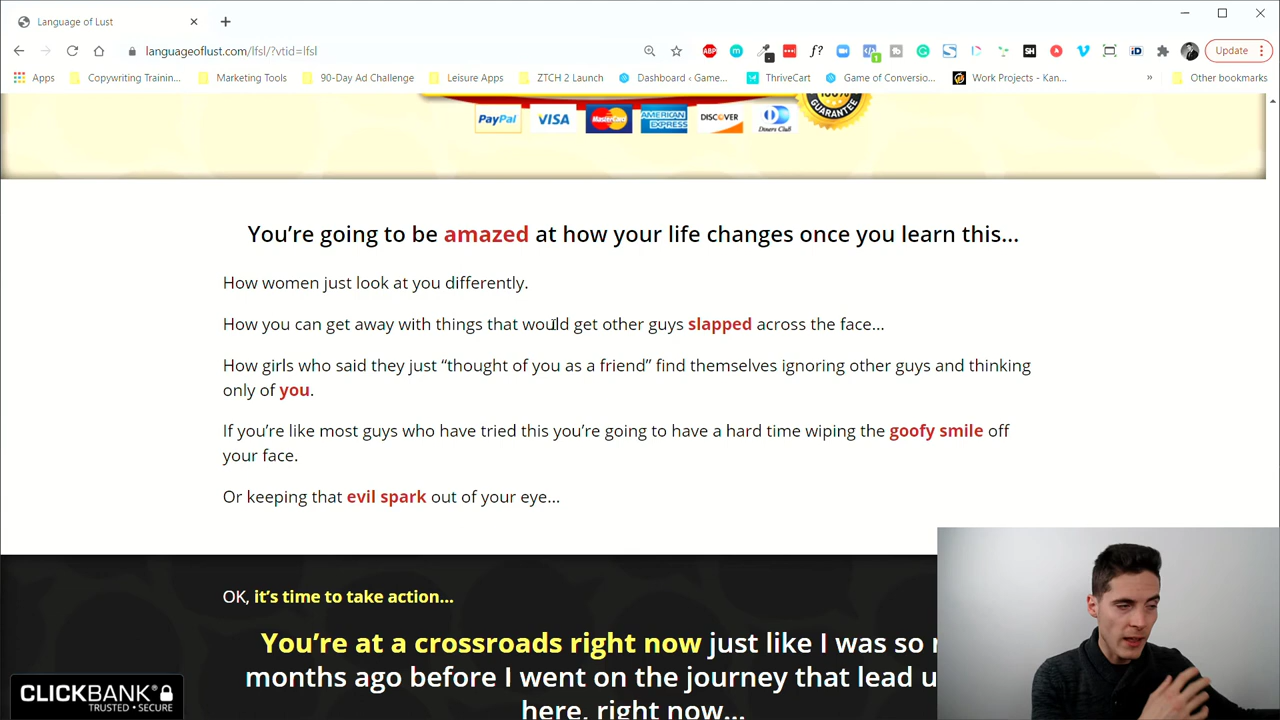 Language of Lust
languageoflust.com/lfsl/?vtid=lfsl
Update
Apps
Copywriting Trainin...
Marketing Tools
90-Day Ad Challenge
Leisure Apps
ZTCH 2 Launch
Dashboard ‹ Game...
ThriveCart
Game of Conversio...
Work Projects - Kan...
»
Other bookmarks
PayPal
VISA
MasterCard
AMERICAN EXPRESS
DISCOVER
Diners Club
100%
GUARANTEE
You’re going to be amazed at how your life changes once you learn this…
How women just look at you differently.
How you can get away with things that would get other guys slapped across the face…
How girls who said they just “thought of you as a friend” find themselves ignoring other guys and thinking
only of you.
If you’re like most guys who have tried this you’re going to have a hard time wiping the goofy smile off
your face.
Or keeping that evil spark out of your eye…
OK, it’s time to take action…
You’re at a crossroads right now just like I was so
months ago before I went on the journey that lead
here, right now…
CLICKBANK®
TRUSTED • SECURE